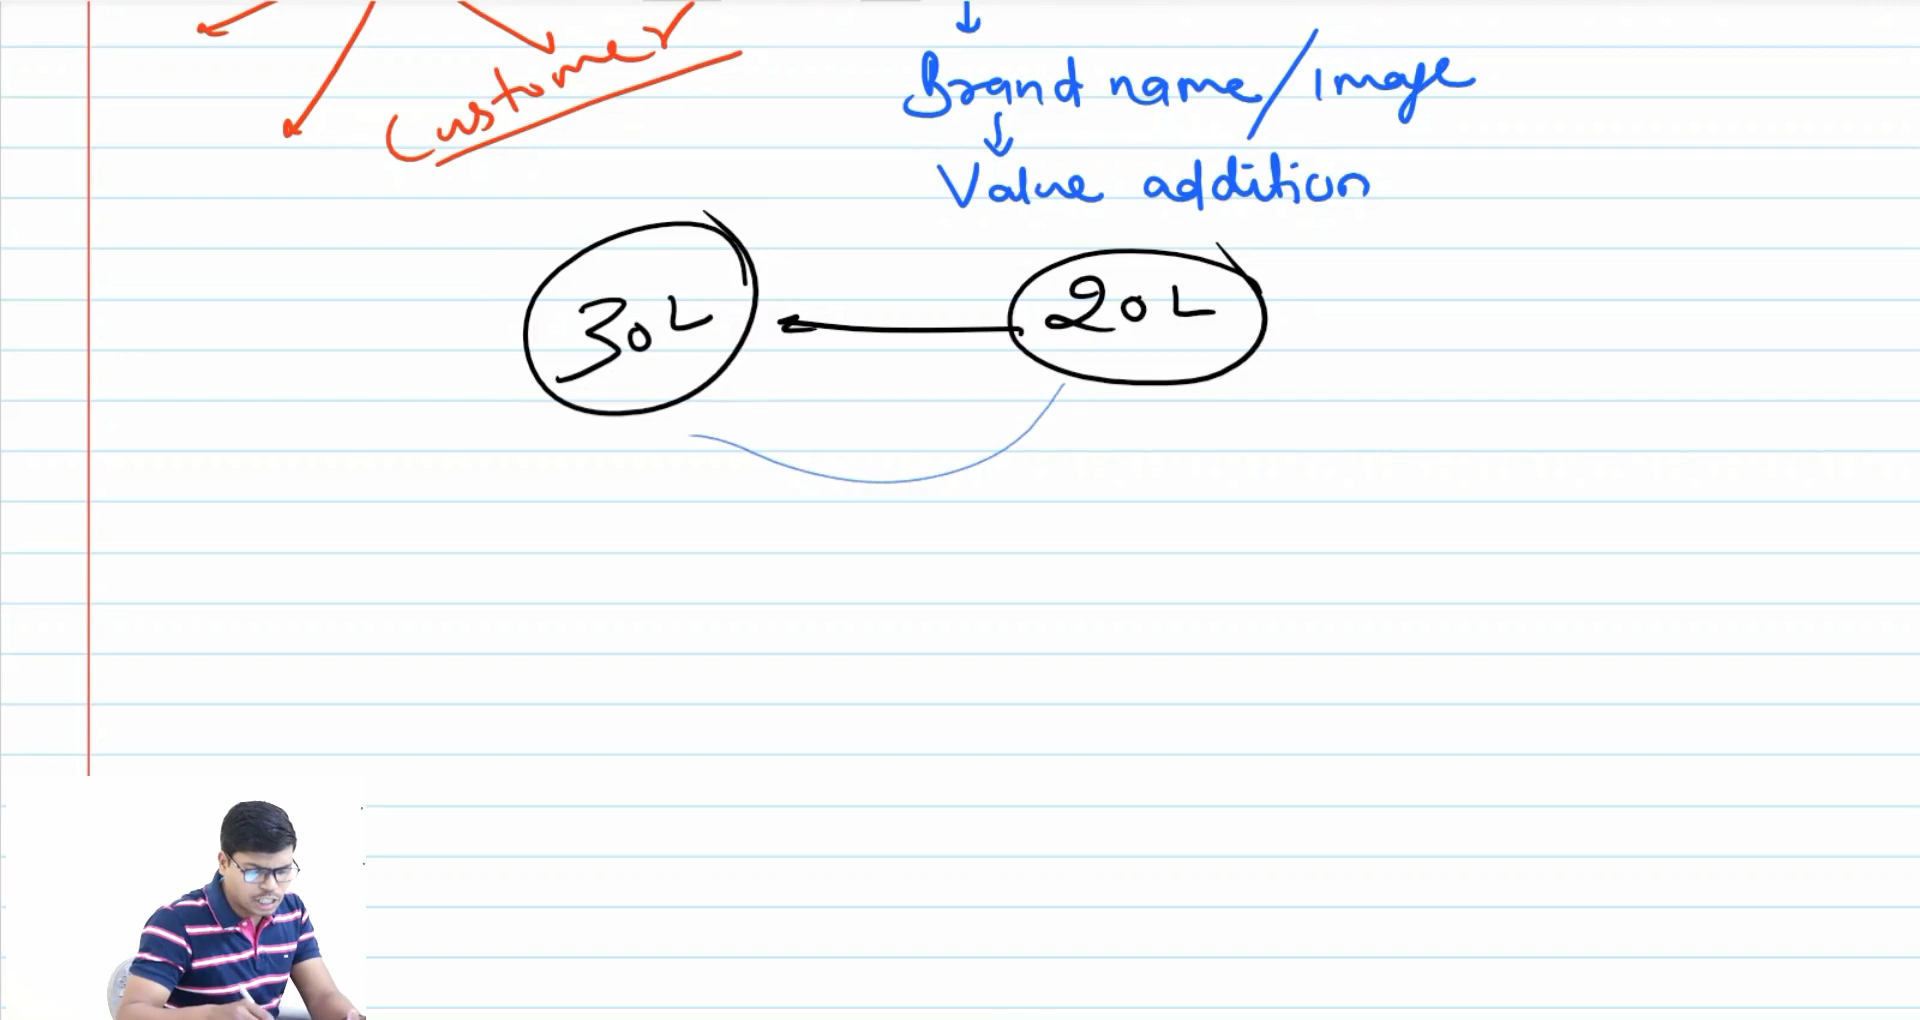 Customer
Brand name/Image
Value addition
30L
20L